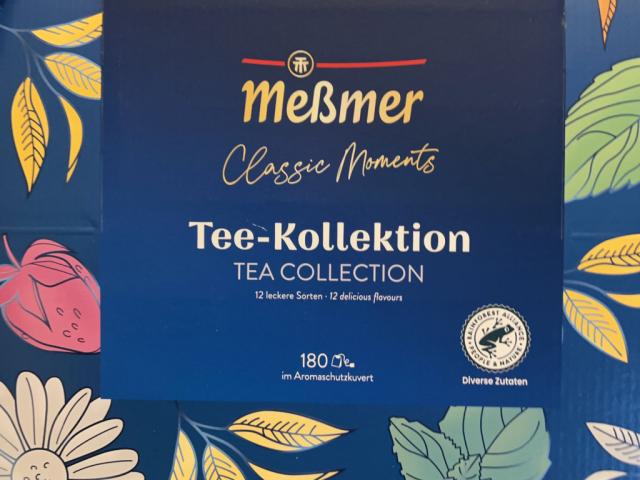 Meßmer
Classic Moments
Tee-Kollektion
TEA COLLECTION
12 leckere Sorten · 12 delicious flavours
180
im Aromaschutzkuvert
RAINFOREST ALLIANCE
PEOPLE & NATURE
Diverse Zutaten